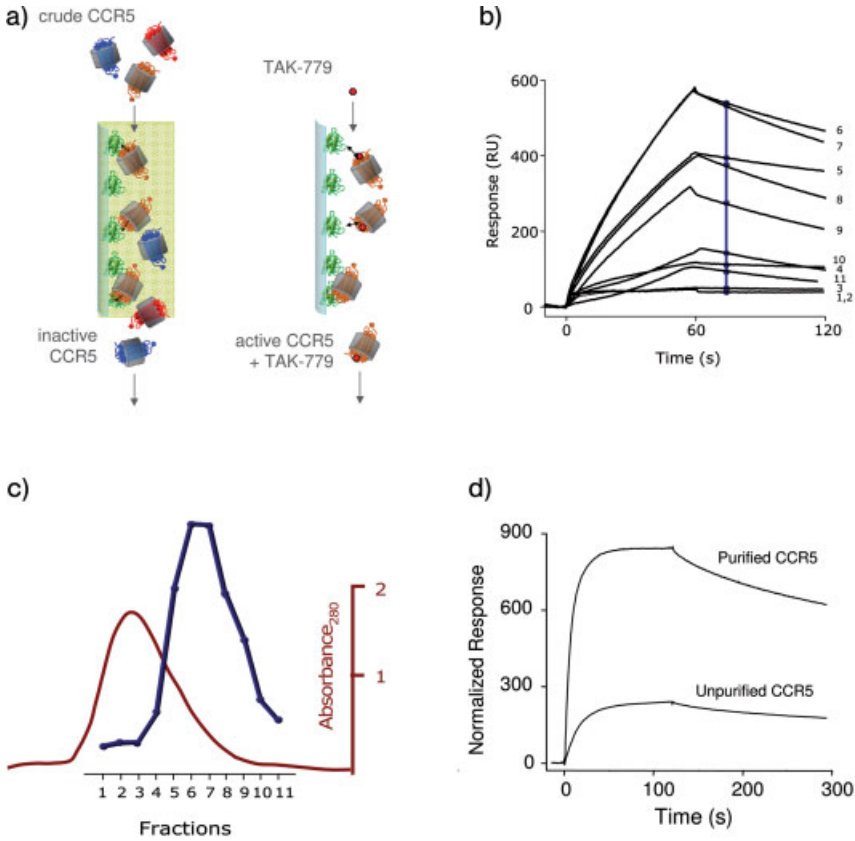 a)
crude CCR5
TAK-779
inactive
CCR5
active CCR5
+ TAK-779
b)
Response (RU)
600
400
200
0
0
60
120
Time (s)
6
7
5
8
9
10
4
11
3
1,2
c)
Absorbance280
2
1
1 2 3 4 5 6 7 8 9 10 11
Fractions
d)
Normalized Response
900
600
300
0
Purified CCR5
Unpurified CCR5
0 100 200 300
Time (s)